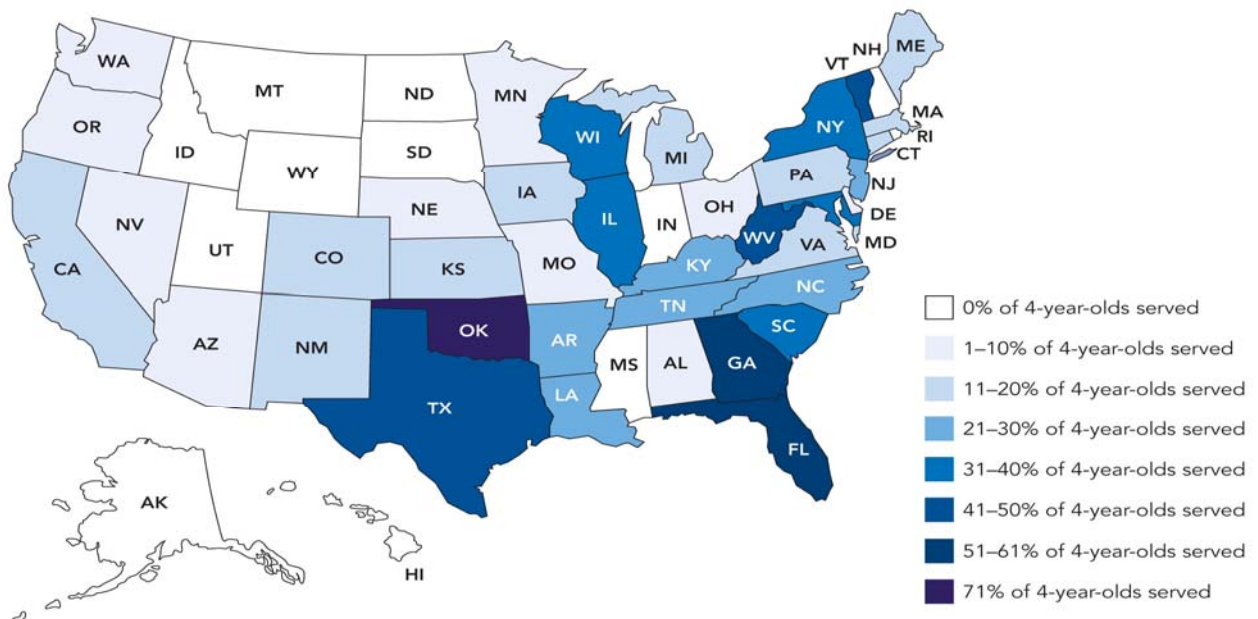 WA
MT
ND
MN
OR
ID
WY
SD
WI
MI
NY
VT
NH
ME
MA
RI
CT
NV
UT
CO
NE
IA
IL
IN
OH
PA
NJ
DE
MD
WV
VA
CA
KS
MO
KY
NC
TN
SC
AZ
NM
OK
AR
MS
AL
GA
LA
TX
FL
AK
HI
0% of 4-year-olds served
1–10% of 4-year-olds served
11–20% of 4-year-olds served
21–30% of 4-year-olds served
31–40% of 4-year-olds served
41–50% of 4-year-olds served
51–61% of 4-year-olds served
71% of 4-year-olds served